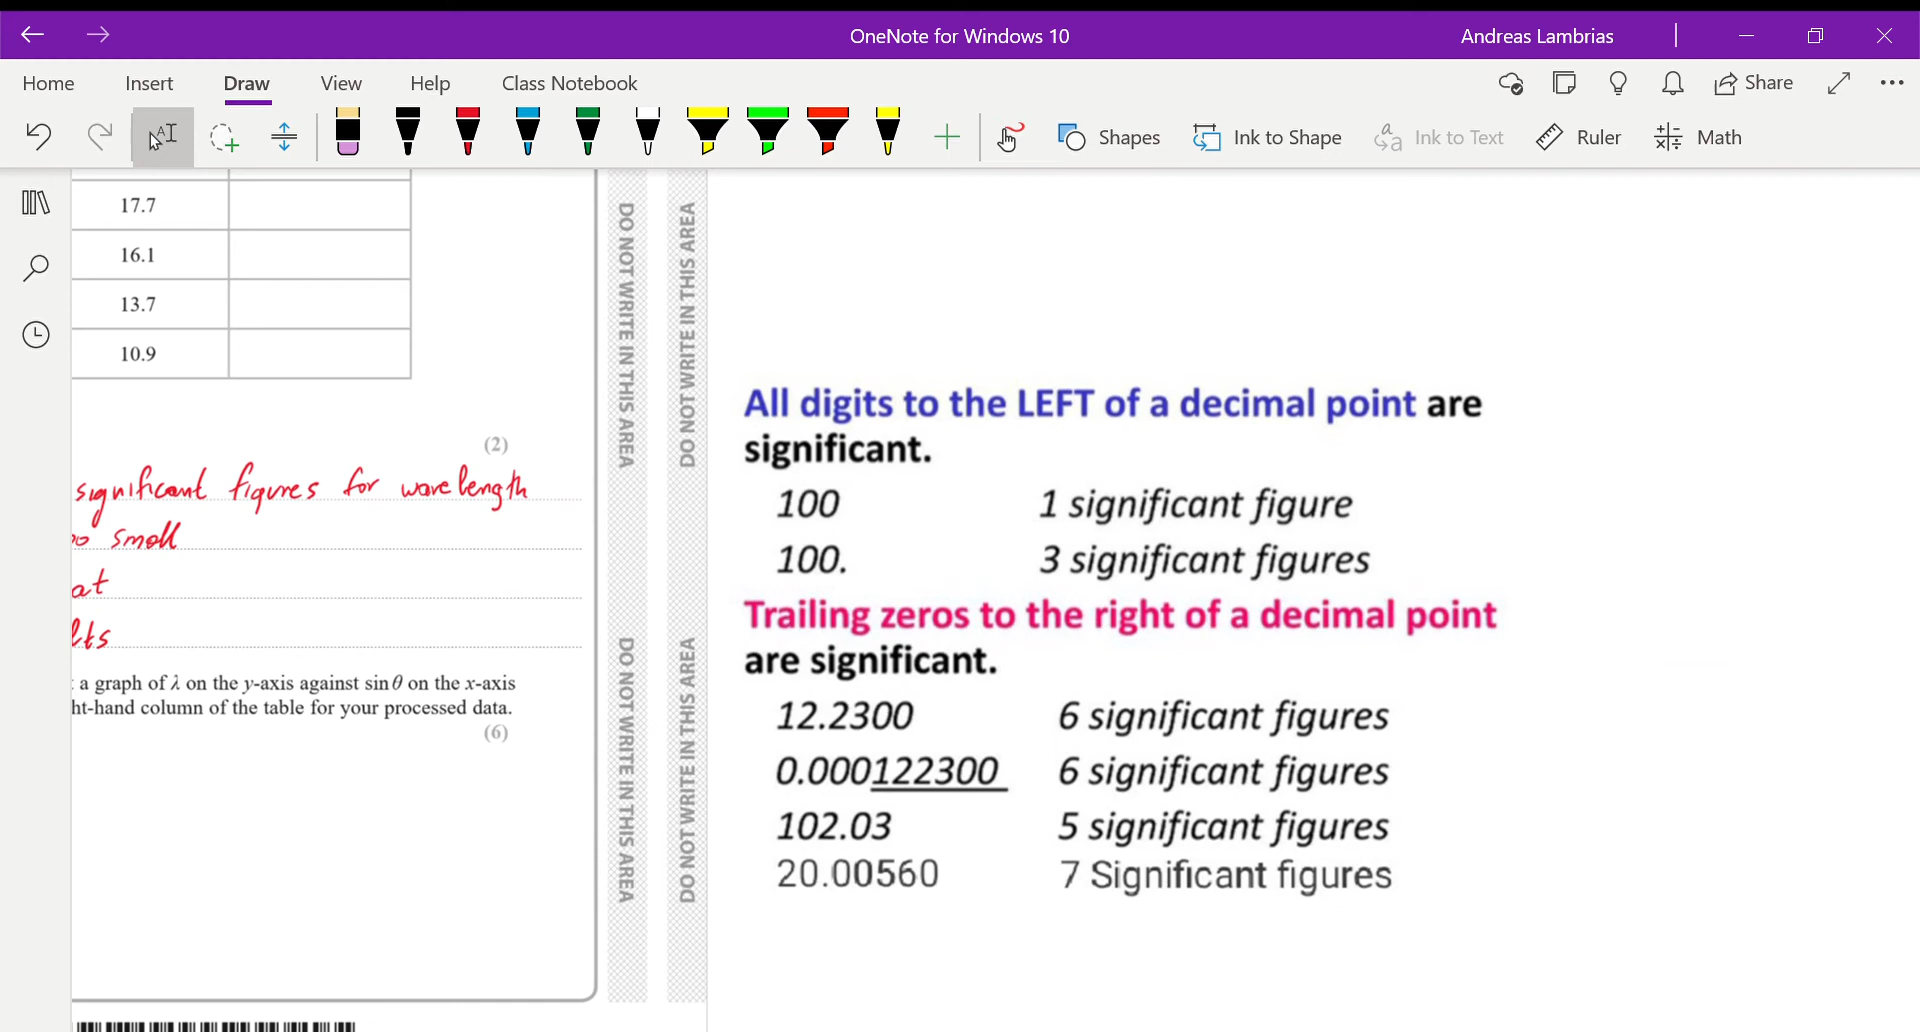 OneNote for Windows 10
Andreas Lambrias
Home Insert Draw View Help Class Notebook
Share
Shapes Ink to Shape Ink to Text Ruler Math
17.7
16.1
13.7
10.9
(2)
significant figures for wavelength
small
at
lts
a graph of λ on the y-axis against sin θ on the x-axis
ht-hand column of the table for your processed data.
(6)
DO NOT WRITE IN THIS AREA
DO NOT WRITE IN THIS AREA
DO NOT WRITE IN THIS AREA
DO NOT WRITE IN THIS AREA
All digits to the LEFT of a decimal point are
significant.
100 1 significant figure
100. 3 significant figures
Trailing zeros to the right of a decimal point
are significant.
12.2300 6 significant figures
0.000122300 6 significant figures
102.03 5 significant figures
20.00560 7 Significant figures